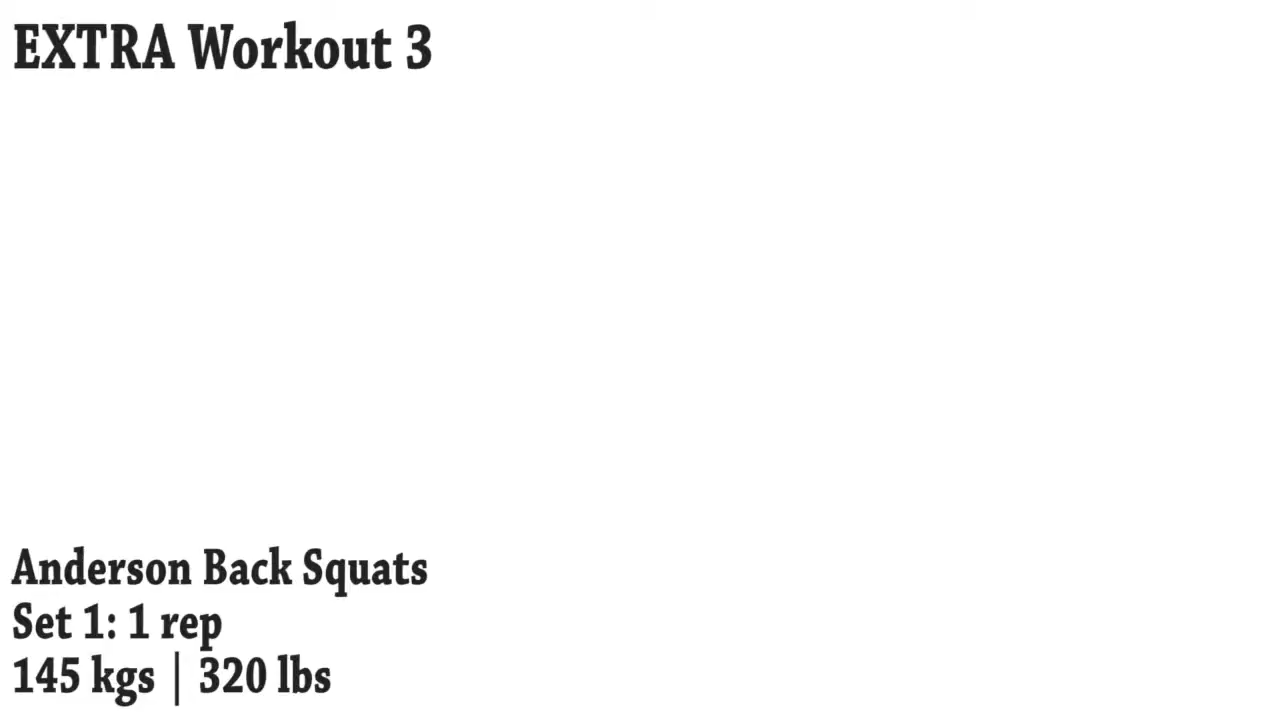 EXTRA Workout 3
Anderson Back Squats
Set 1: 1 rep
145 kgs | 320 lbs